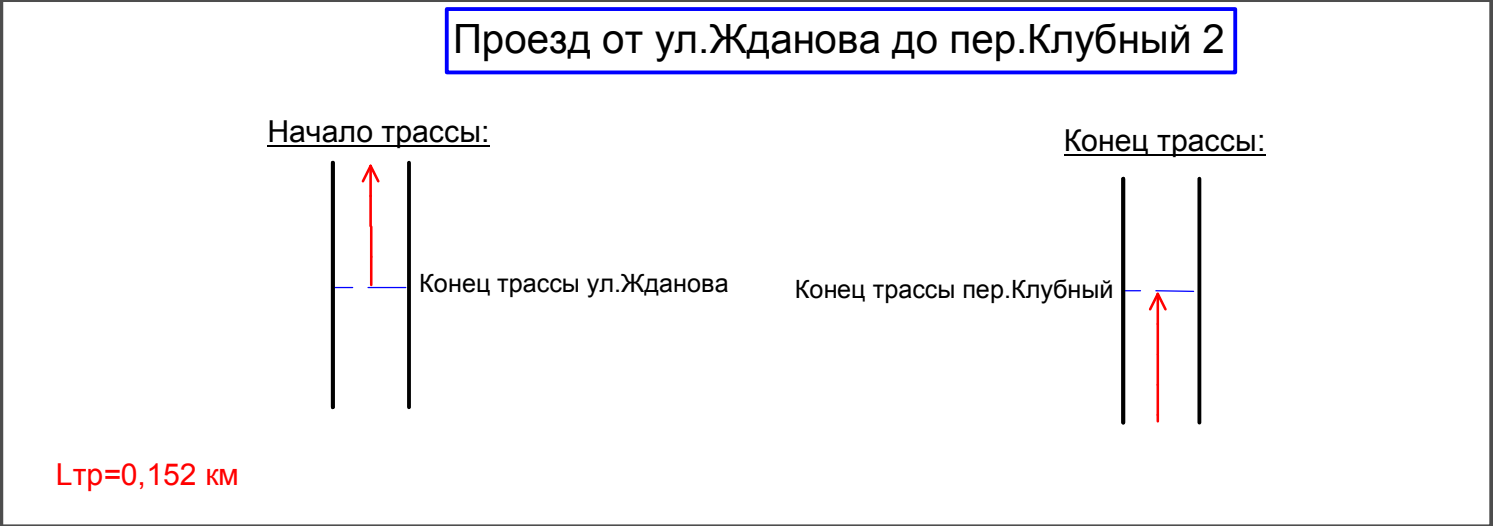 Проезд от ул.Жданова до пер.Клубный 2
Начало трассы:
Конец трассы:
Конец трассы ул.Жданова
Конец трассы пер.Клубный
Lтр=0,152 км